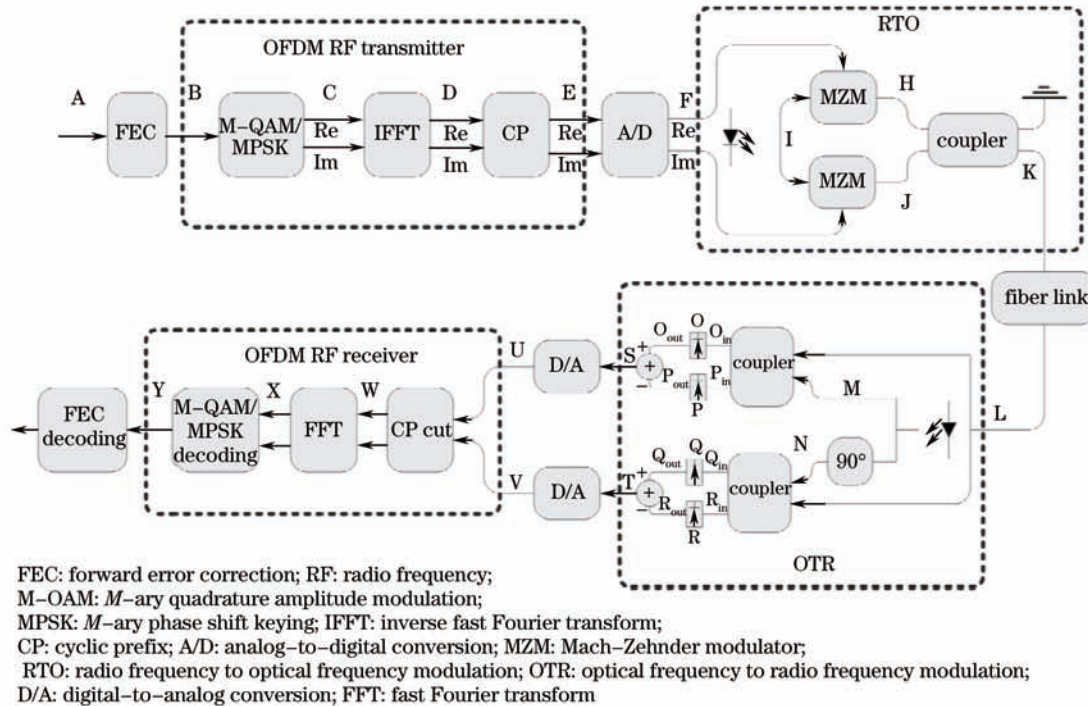 OFDM RF transmitter
RTO
A
FEC
B
M-QAM/
MPSK
C
Re
Im
IFFT
D
Re
Im
CP
E
Re
Im
A/D
F
Re
Im
MZM
H
I
MZM
J
coupler
K
fiber link
OFDM RF receiver
Y
FEC
decoding
M-QAM/
MPSK
decoding
X
FFT
W
CP cut
U
D/A
V
D/A
S
+
+
−
Oout
O
Oin
Pout
Pin
P
coupler
M
L
N
90°
T
+
+
−
Qout
Q
Qin
Rout
Rin
R
coupler
OTR
FEC: forward error correction; RF: radio frequency;
M-OAM: M-ary quadrature amplitude modulation;
MPSK: M-ary phase shift keying; IFFT: inverse fast Fourier transform;
CP: cyclic prefix; A/D: analog-to-digital conversion; MZM: Mach-Zehnder modulator;
RTO: radio frequency to optical frequency modulation; OTR: optical frequency to radio frequency modulation;
D/A: digital-to-analog conversion; FFT: fast Fourier transform